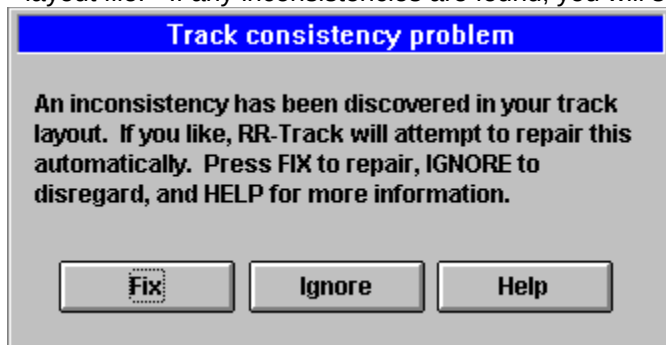 layout file. If any inconsistencies are found, you will s
Track consistency problem
An inconsistency has been discovered in your track
layout. If you like, RR-Track will attempt to repair this
automatically. Press FIX to repair, IGNORE to
disregard, and HELP for more information.
Fix Ignore Help